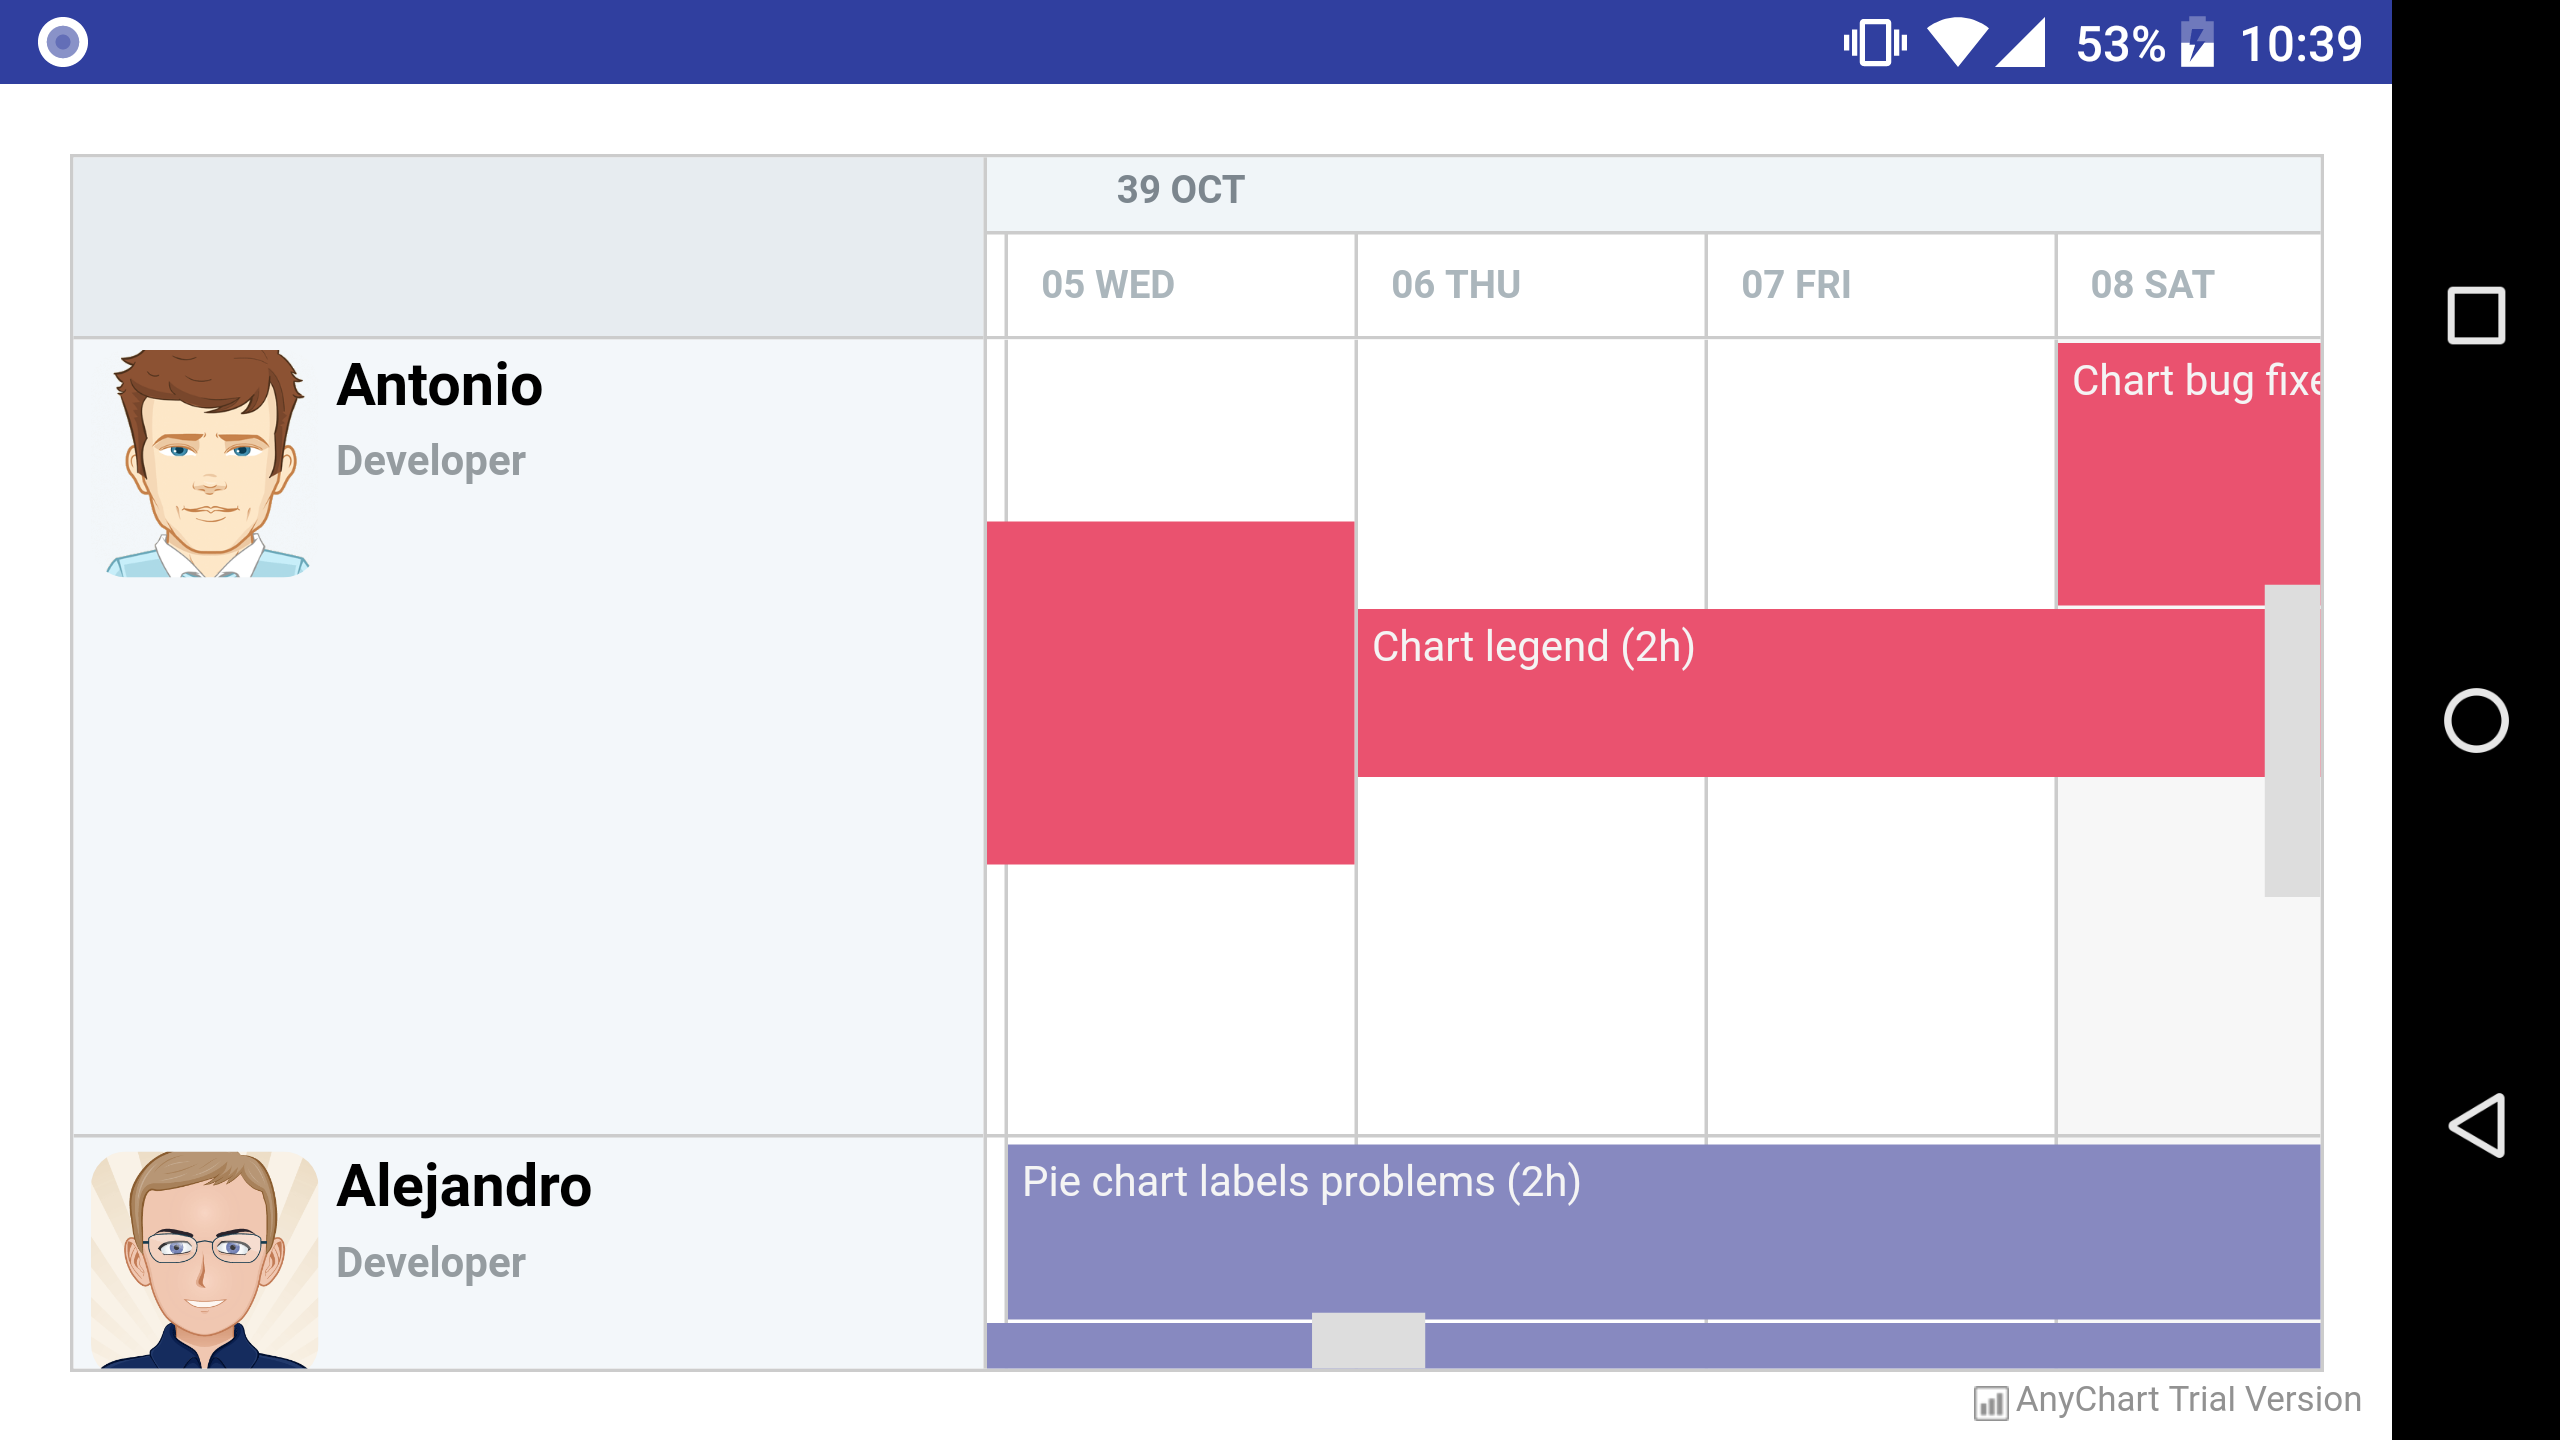 53% 10:39
39 OCT
05 WED 06 THU 07 FRI 08 SAT
Antonio
Developer
Chart bug fixe
Chart legend (2h)
Alejandro
Developer
Pie chart labels problems (2h)
AnyChart Trial Version